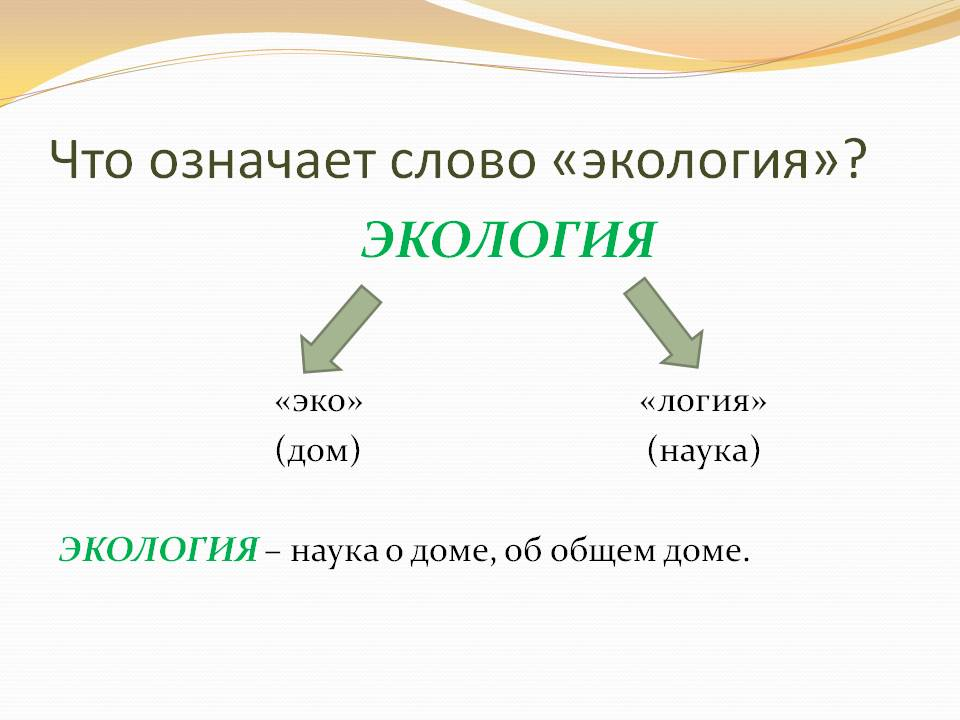 Что означает слово «экология»?
ЭКОЛОГИЯ
«эко» «логия»
(дом) (наука)
ЭКОЛОГИЯ – наука о доме, об общем доме.